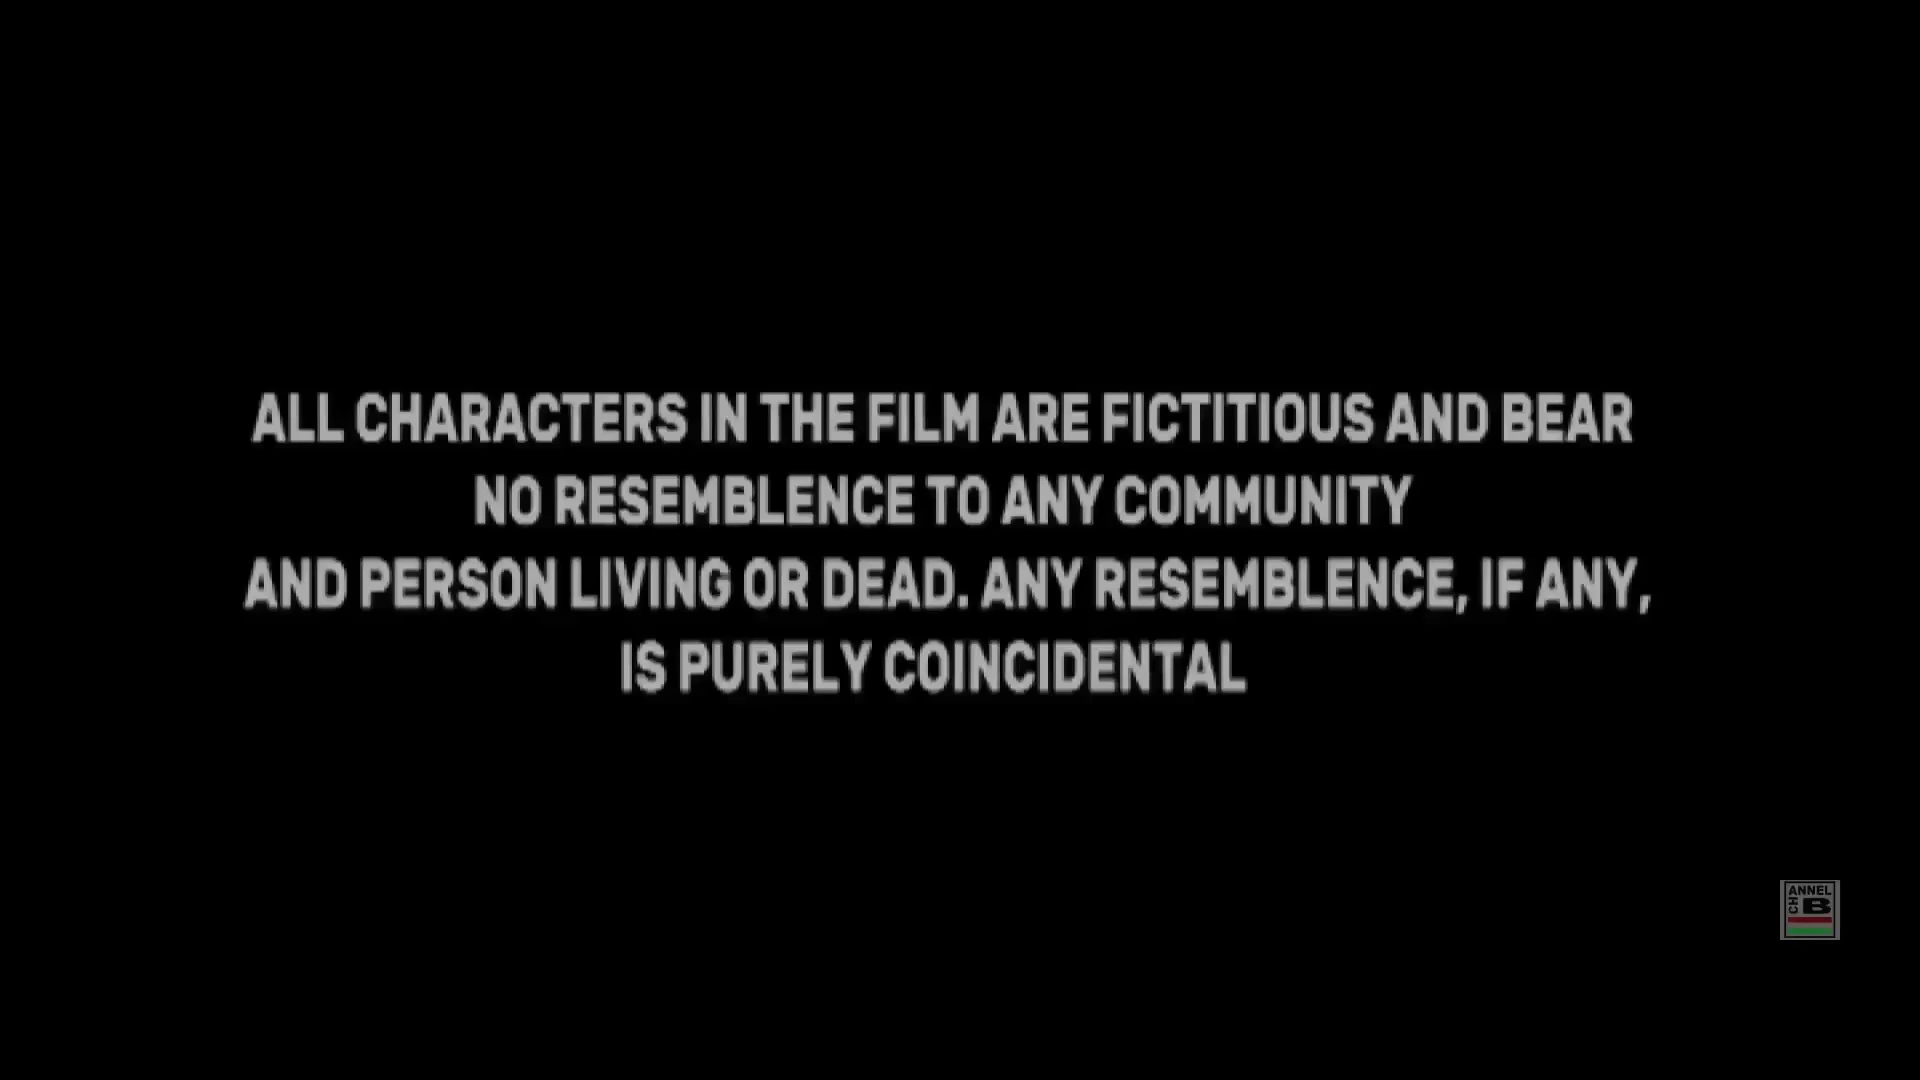 ALL CHARACTERS IN THE FILM ARE FICTITIOUS AND BEAR
NO RESEMBLENCE TO ANY COMMUNITY
AND PERSON LIVING OR DEAD. ANY RESEMBLENCE, IF ANY,
IS PURELY COINCIDENTAL
CHANNEL
B